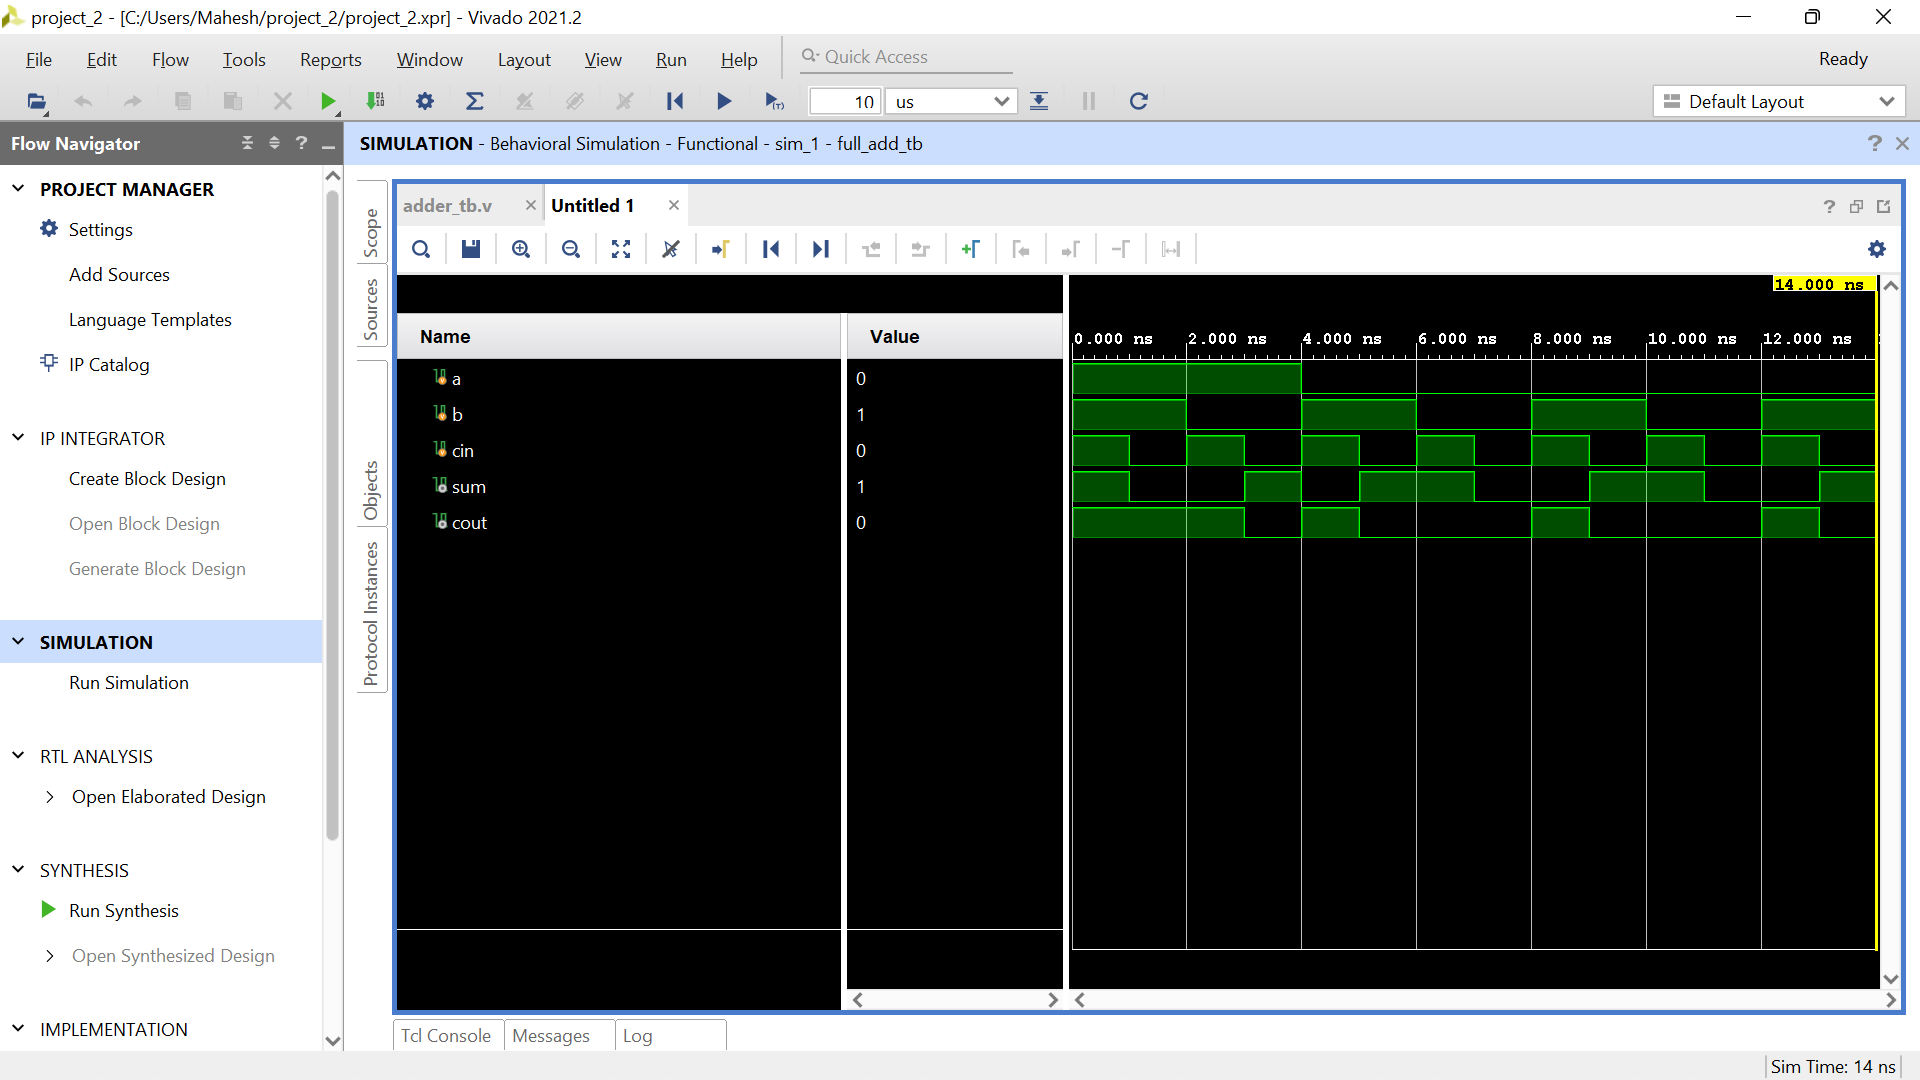 project_2 - [C:/Users/Mahesh/project_2/project_2.xpr] - Vivado 2021.2
File Edit Flow Tools Reports Window Layout View Run Help Quick Access Ready
10 us Default Layout
Flow Navigator
SIMULATION - Behavioral Simulation - Functional - sim_1 - full_add_tb
PROJECT MANAGER
Settings
Add Sources
Language Templates
IP Catalog
IP INTEGRATOR
Create Block Design
Open Block Design
Generate Block Design
SIMULATION
Run Simulation
RTL ANALYSIS
Open Elaborated Design
SYNTHESIS
Run Synthesis
Open Synthesized Design
IMPLEMENTATION
Scope
Sources
Objects
Protocol Instances
adder_tb.v Untitled 1
14.000 ns
Name Value
0.000 ns 2.000 ns 4.000 ns 6.000 ns 8.000 ns 10.000 ns 12.000 ns
a 0
b 1
cin 0
sum 1
cout 0
Tcl Console Messages Log
Sim Time: 14 ns